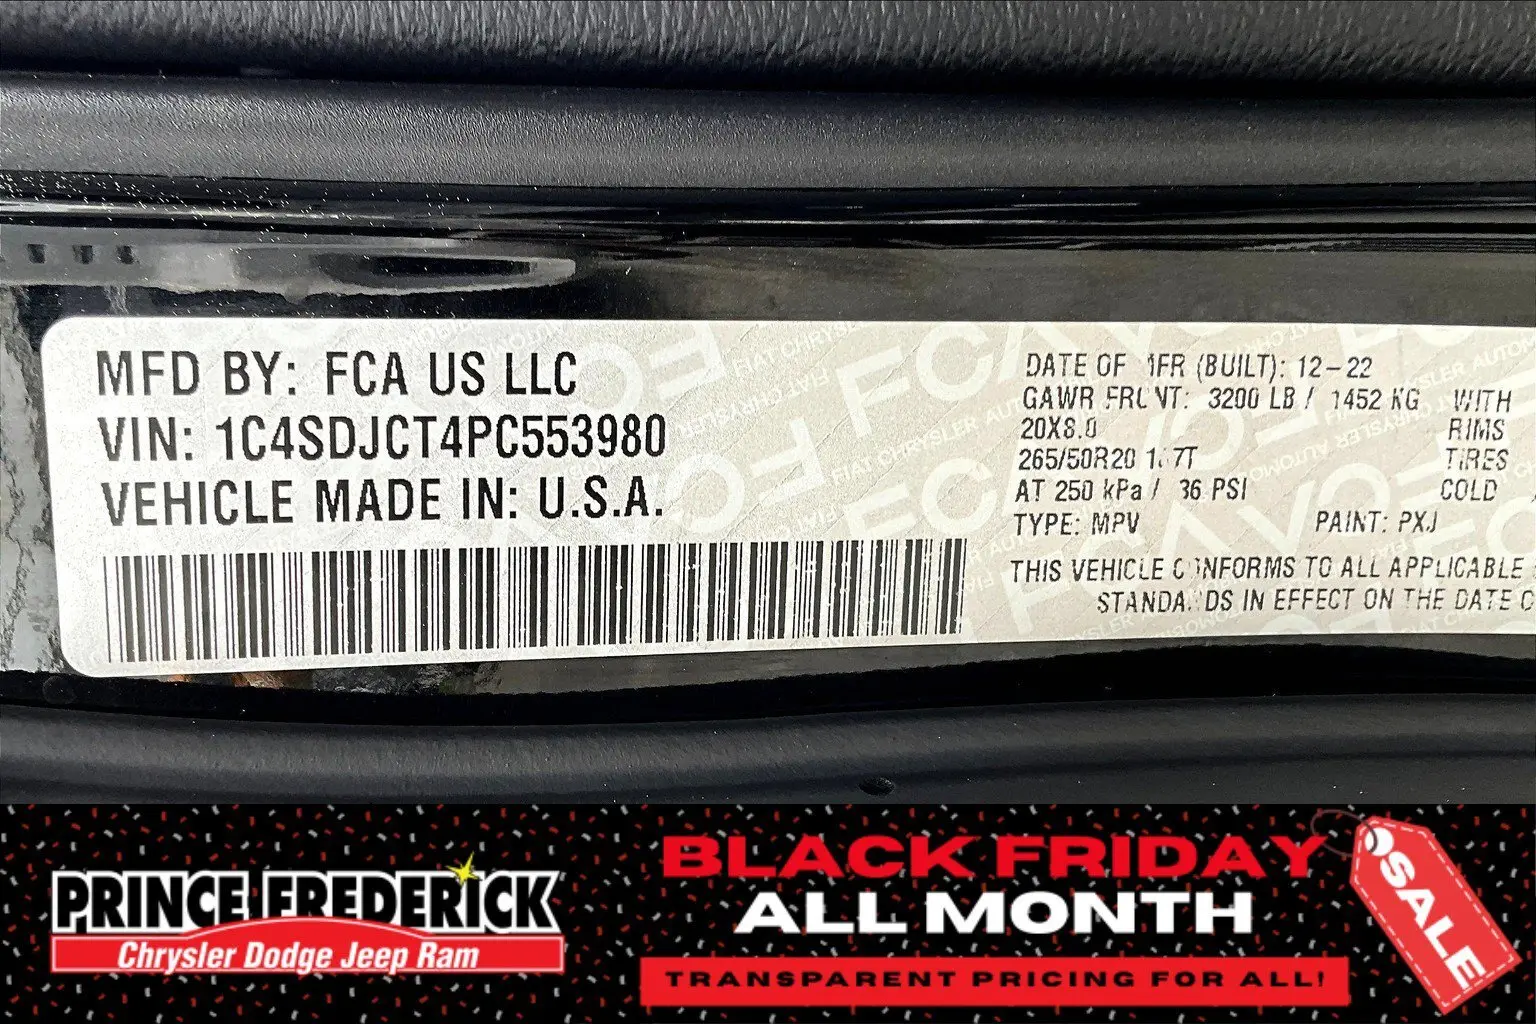 MFD BY: FCA US LLC
VIN: 1C4SDJCT4PC553980
VEHICLE MADE IN: U.S.A.
DATE OF MFR (BUILT): 12-22
GAWR FRONT: 3200 LB / 1452 KG WITH
20X8.0 RIMS
265/50R20 TIRES
AT 250 kPa / 36 PSI COLD
TYPE: MPV PAINT: PXJ
THIS VEHICLE CONFORMS TO ALL APPLICABLE
STANDARDS IN EFFECT ON THE DATE
PRINCE FREDERICK
Chrysler Dodge Jeep Ram
BLACK FRIDAY
ALL MONTH
TRANSPARENT PRICING FOR ALL!
SALE